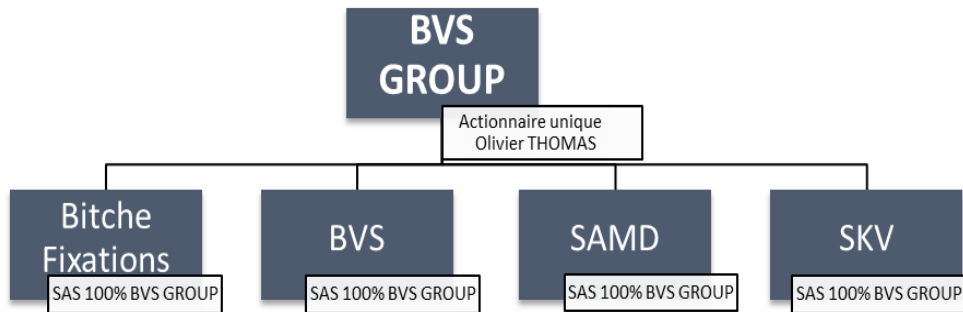 BVS
GROUP
Actionnaire unique
Olivier THOMAS
Bitche
Fixations
SAS 100% BVS GROUP
BVS
SAS 100% BVS GROUP
SAMD
SAS 100% BVS GROUP
SKV
SAS 100% BVS GROUP